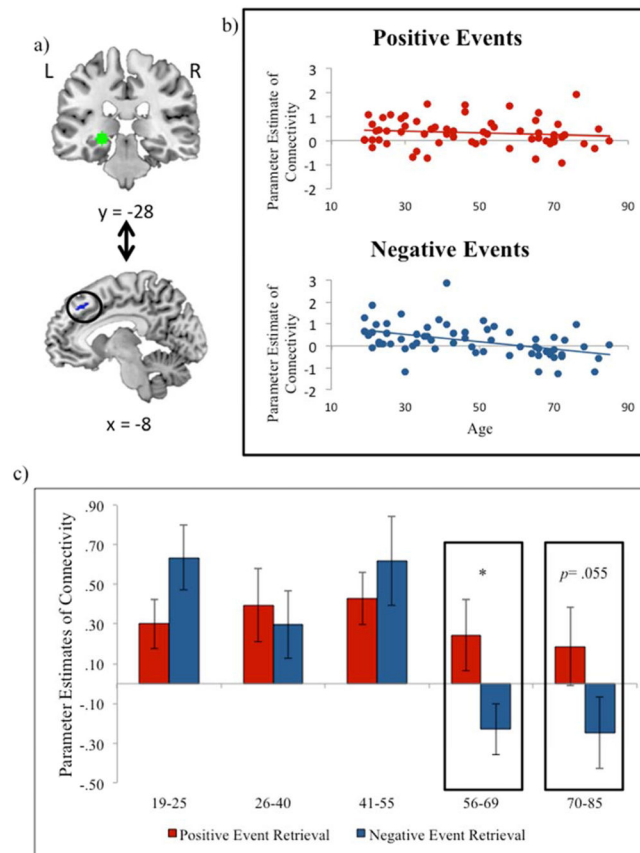 a)
L
R
y = -28
x = -8
b)
Positive Events
Parameter Estimate of
Connectivity
3
2
1
0
-1
-2
10
30
50
70
90
Negative Events
Parameter Estimate of
Connectivity
3
2
1
0
-1
-2
10
30
50
70
90
Age
c)
Parameter Estimates of Connectivity
.90
.70
.50
.30
.10
-.10
-.30
-.50
*
p= .055
19-25
26-40
41-55
56-69
70-85
Positive Event Retrieval
Negative Event Retrieval